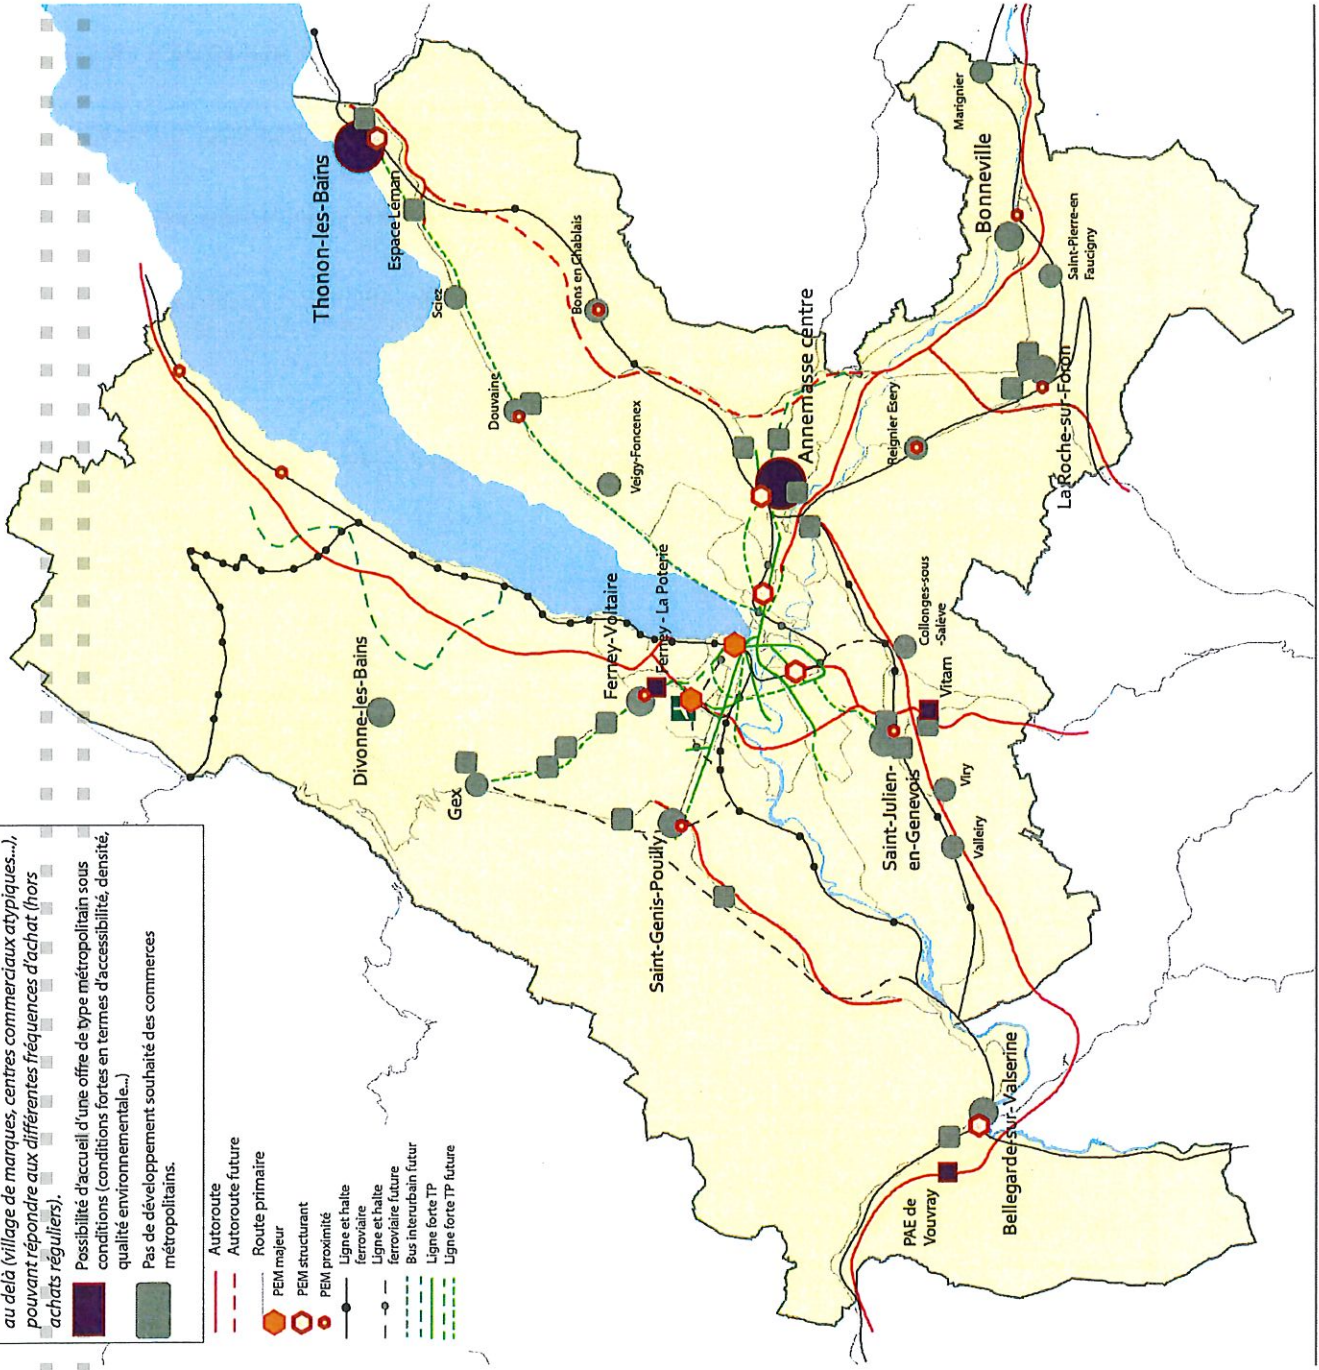 au delà (village de marques, centres commerciaux atypiques...),
pouvant répondre aux différentes fréquences d'achat (hors
achats réguliers).
Possibilité d'accueil d'une offre de type métropolitain sous
conditions (conditions fortes en termes d'accessibilité, densité,
qualité environnementale...)
Pas de développement souhaité des commerces
métropolitains.
Autoroute
Autoroute future
Route primaire
PEM majeur
PEM structurant
PEM proximité
Ligne et halte
ferroviaire
Ligne et halte
ferroviaire future
Bus interurbain futur
Ligne forte TP
Ligne forte TP future
Thonon-les-Bains
Espace Léman
Sciez
Bons en Chablais
Douvaine
Veigy-Foncenex
Divonne-les-Bains
Gex
Ferney-Voltaire
Ferney - La Poterie
Saint-Genis-Pouilly
Annemasse centre
Marignier
Bonneville
Saint-Pierre-en
Faucigny
Reignier Esery
La Roche-sur-Foron
Collonges-sous
-Salève
Vitam
Saint-Julien-
en-Genevois
Viry
Valleiry
Bellegarde-sur-Valserine
PAE de
Vouvray